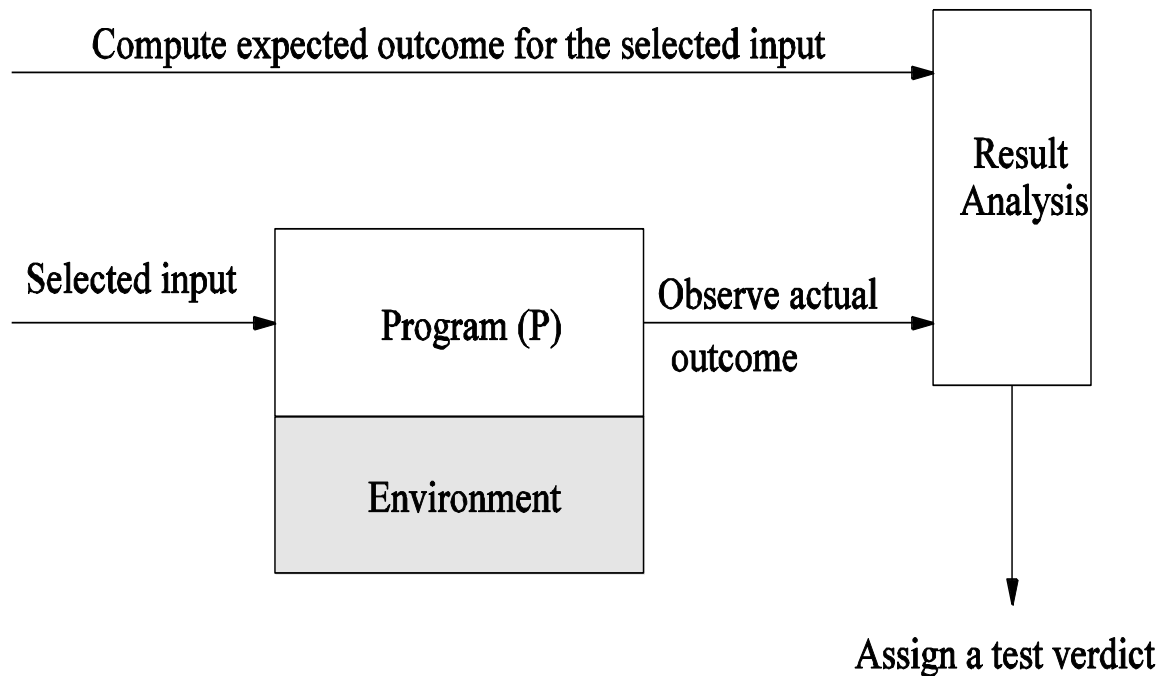 Compute expected outcome for the selected input
Result
Analysis
Selected input
Program (P)
Observe actual
outcome
Environment
Assign a test verdict